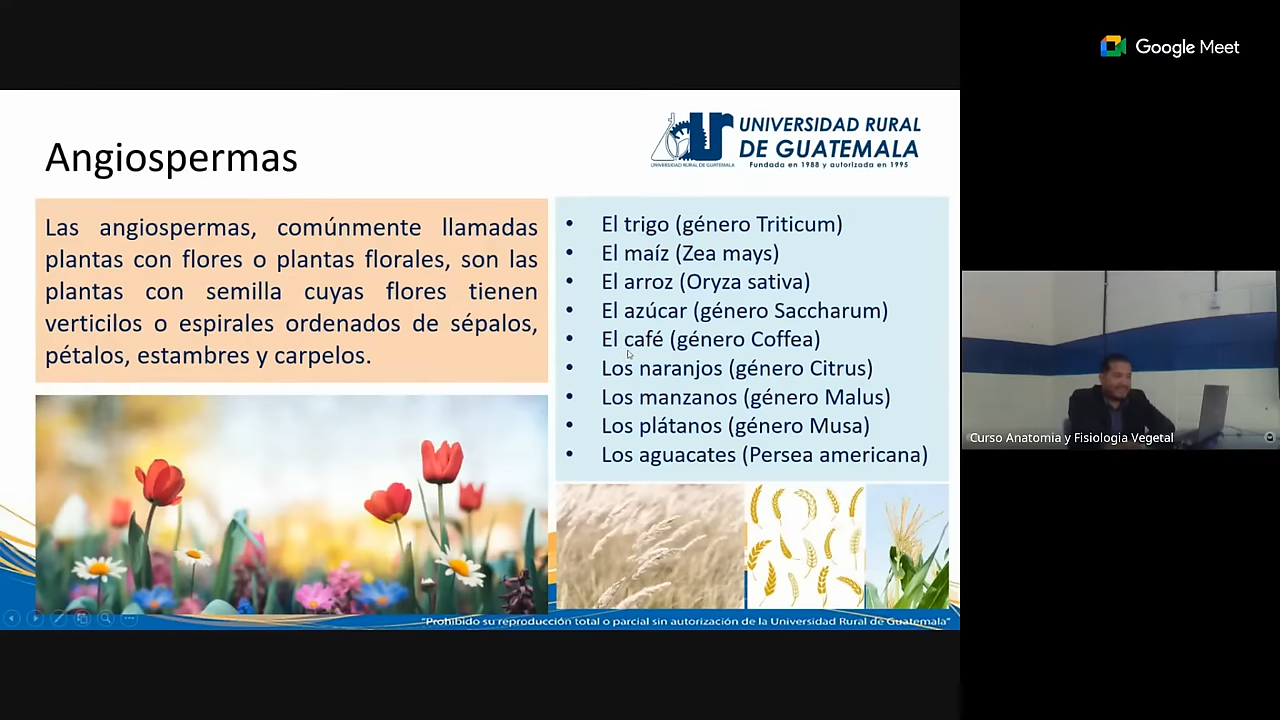 Google Meet
UNIVERSIDAD RURAL
DE GUATEMALA
Fundada en 1988 y autorizada en 1995
UNIVERSIDAD RURAL DE GUATEMALA
Angiospermas
Las angiospermas, comúnmente llamadas
plantas con flores o plantas florales, son las
plantas con semilla cuyas flores tienen
verticilos o espirales ordenados de sépalos,
pétalos, estambres y carpelos.
• El trigo (género Triticum)
• El maíz (Zea mays)
• El arroz (Oryza sativa)
• El azúcar (género Saccharum)
• El café (género Coffea)
• Los naranjos (género Citrus)
• Los manzanos (género Malus)
• Los plátanos (género Musa)
• Los aguacates (Persea americana)
Curso Anatomia y Fisiologia Vegetal
"Prohibido su reproducción total o parcial sin autorización de la Universidad Rural de Guatemala"